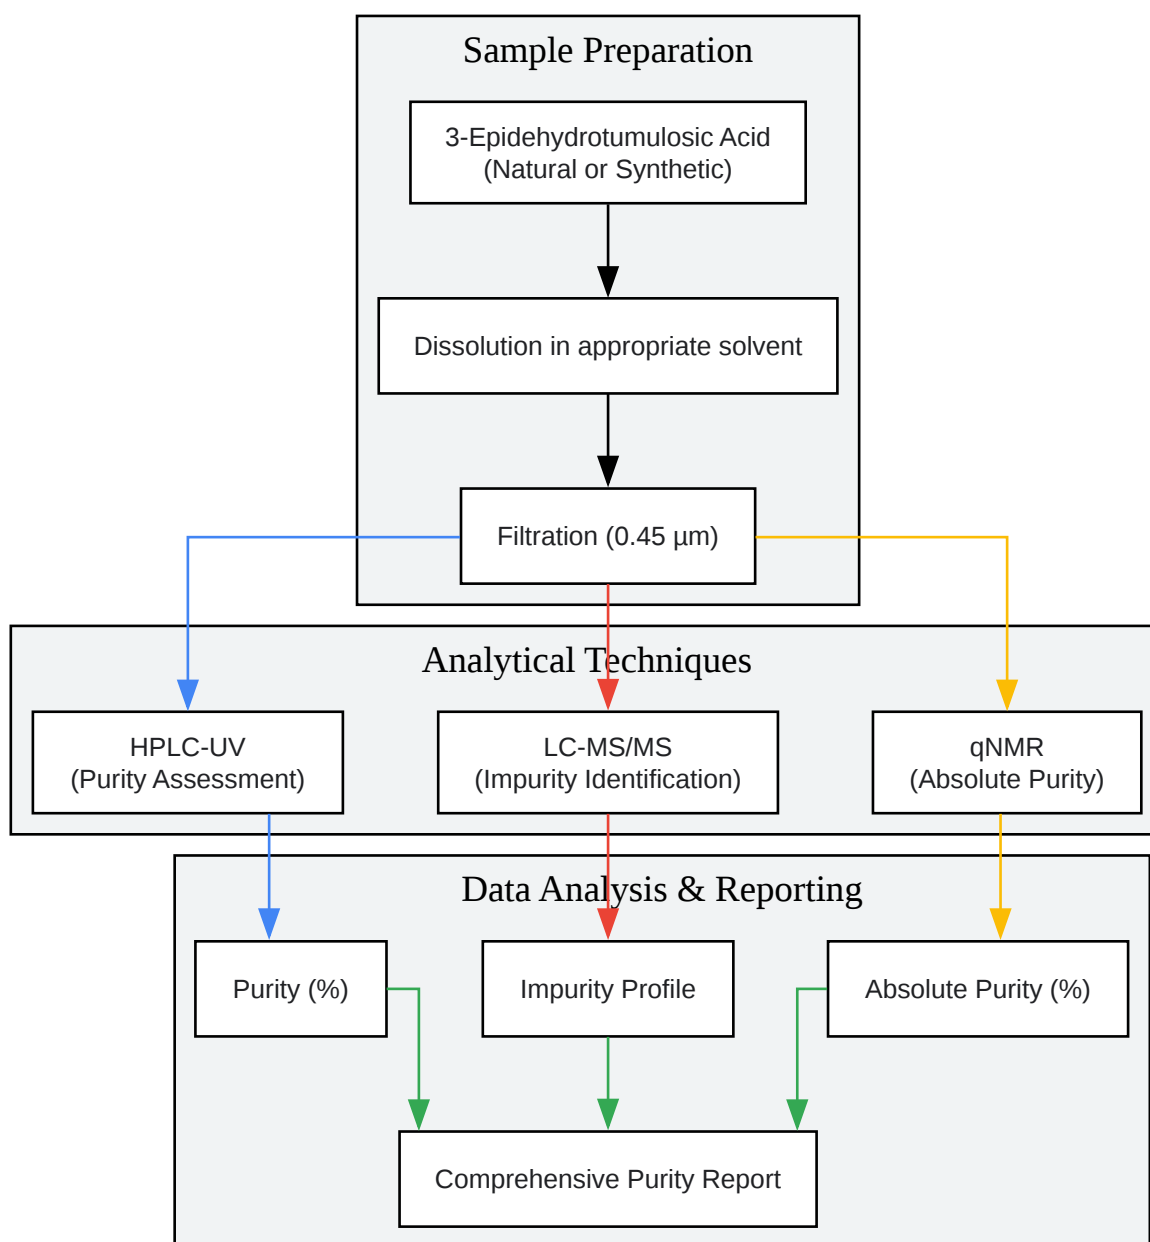 Sample Preparation
3-Epidehydrotumulosic Acid
(Natural or Synthetic)
Dissolution in appropriate solvent
Filtration (0.45 µm)
Analytical Techniques
HPLC-UV
(Purity Assessment)
LC-MS/MS
(Impurity Identification)
qNMR
(Absolute Purity)
Data Analysis & Reporting
Purity (%)
Impurity Profile
Absolute Purity (%)
Comprehensive Purity Report